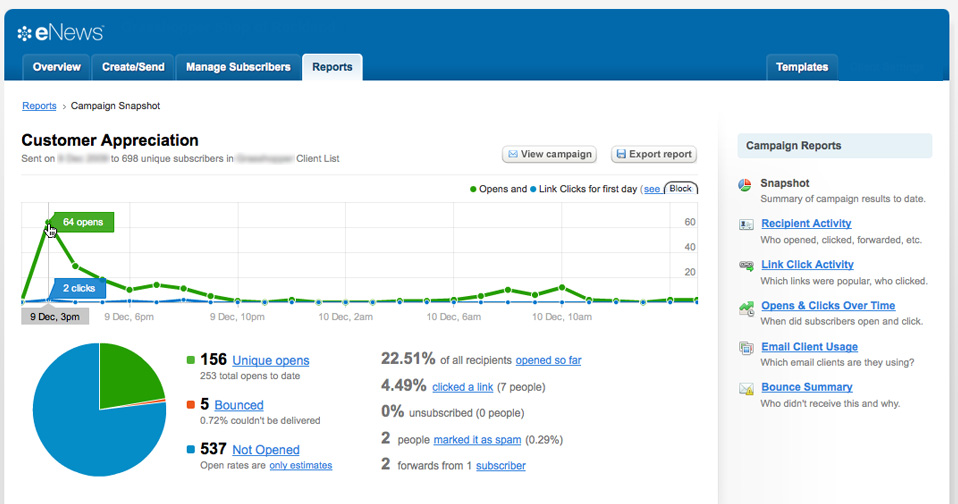 eNews
Overview
Create/Send
Manage Subscribers
Reports
Templates
Reports > Campaign Snapshot
Customer Appreciation
Sent on to 698 unique subscribers in Client List
View campaign
Export report
Opens and Link Clicks for first day (see Block
64 opens
2 clicks
60
40
20
9 Dec, 3pm
9 Dec, 6pm
9 Dec, 10pm
10 Dec, 2am
10 Dec, 6am
10 Dec, 10am
156 Unique opens
253 total opens to date
5 Bounced
0.72% couldn't be delivered
537 Not Opened
Open rates are only estimates
22.51% of all recipients opened so far
4.49% clicked a link (7 people)
0% unsubscribed (0 people)
2 people marked it as spam (0.29%)
2 forwards from 1 subscriber
Campaign Reports
Snapshot
Summary of campaign results to date.
Recipient Activity
Who opened, clicked, forwarded, etc.
Link Click Activity
Which links were popular, who clicked.
Opens & Clicks Over Time
When did subscribers open and click.
Email Client Usage
Which email clients are they using?
Bounce Summary
Who didn't receive this and why.